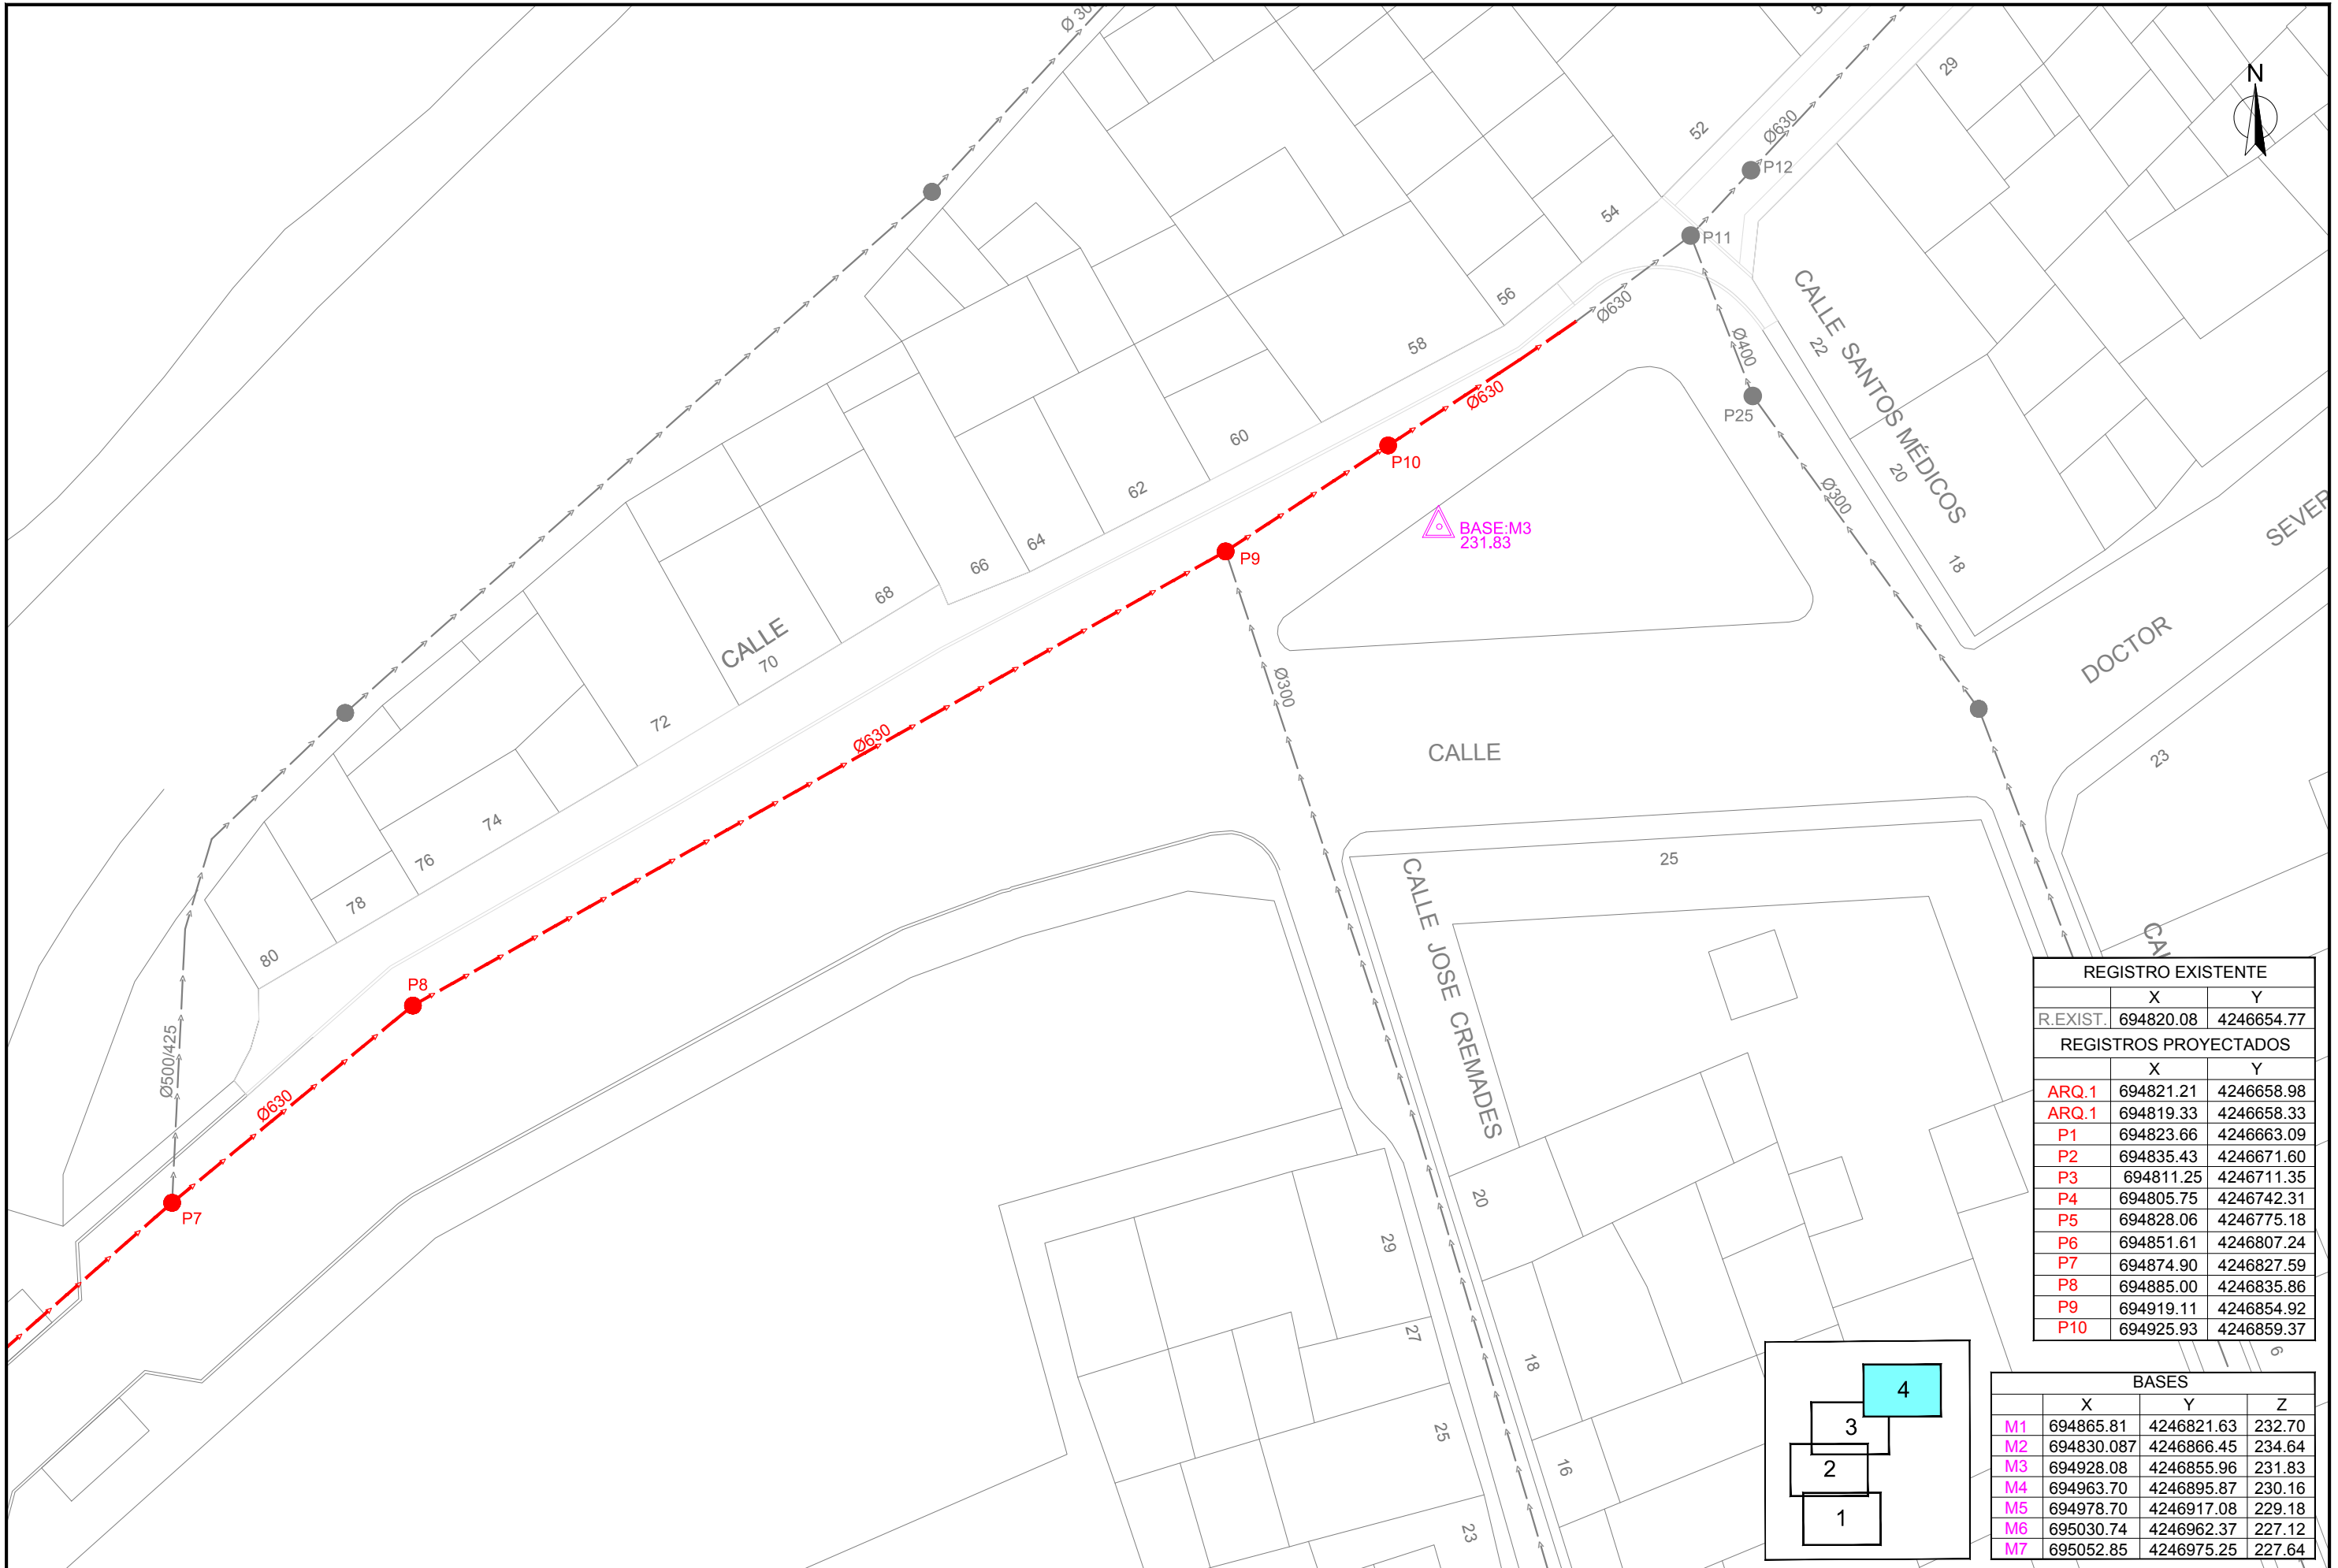 Ø 30
N
29
52
Ø630
P12
54
P11
56
Ø630
58
CALLE SANTOS MÉDICOS
22
Ø400
P25
20
Ø630
60
P10
62
Ø300
BASE:M3
231.83
64
66
P9
18
SEVER
68
CALLE
70
DOCTOR
Ø300
72
Ø630
CALLE
23
74
76
25
78
CALLE JOSE CREMADES
80
P8
Ø500/425
Ø630
P7
29
20
27
18
25
16
23
6
REGISTRO EXISTENTE
X Y
R.EXIST. 694820.08 4246654.77
REGISTROS PROYECTADOS
X Y
ARQ.1 694821.21 4246658.98
ARQ.1 694819.33 4246658.33
P1 694823.66 4246663.09
P2 694835.43 4246671.60
P3 694811.25 4246711.35
P4 694805.75 4246742.31
P5 694828.06 4246775.18
P6 694851.61 4246807.24
P7 694874.90 4246827.59
P8 694885.00 4246835.86
P9 694919.11 4246854.92
P10 694925.93 4246859.37
4
3
2
1
BASES
X Y Z
M1 694865.81 4246821.63 232.70
M2 694830.087 4246866.45 234.64
M3 694928.08 4246855.96 231.83
M4 694963.70 4246895.87 230.16
M5 694978.70 4246917.08 229.18
M6 695030.74 4246962.37 227.12
M7 695052.85 4246975.25 227.64